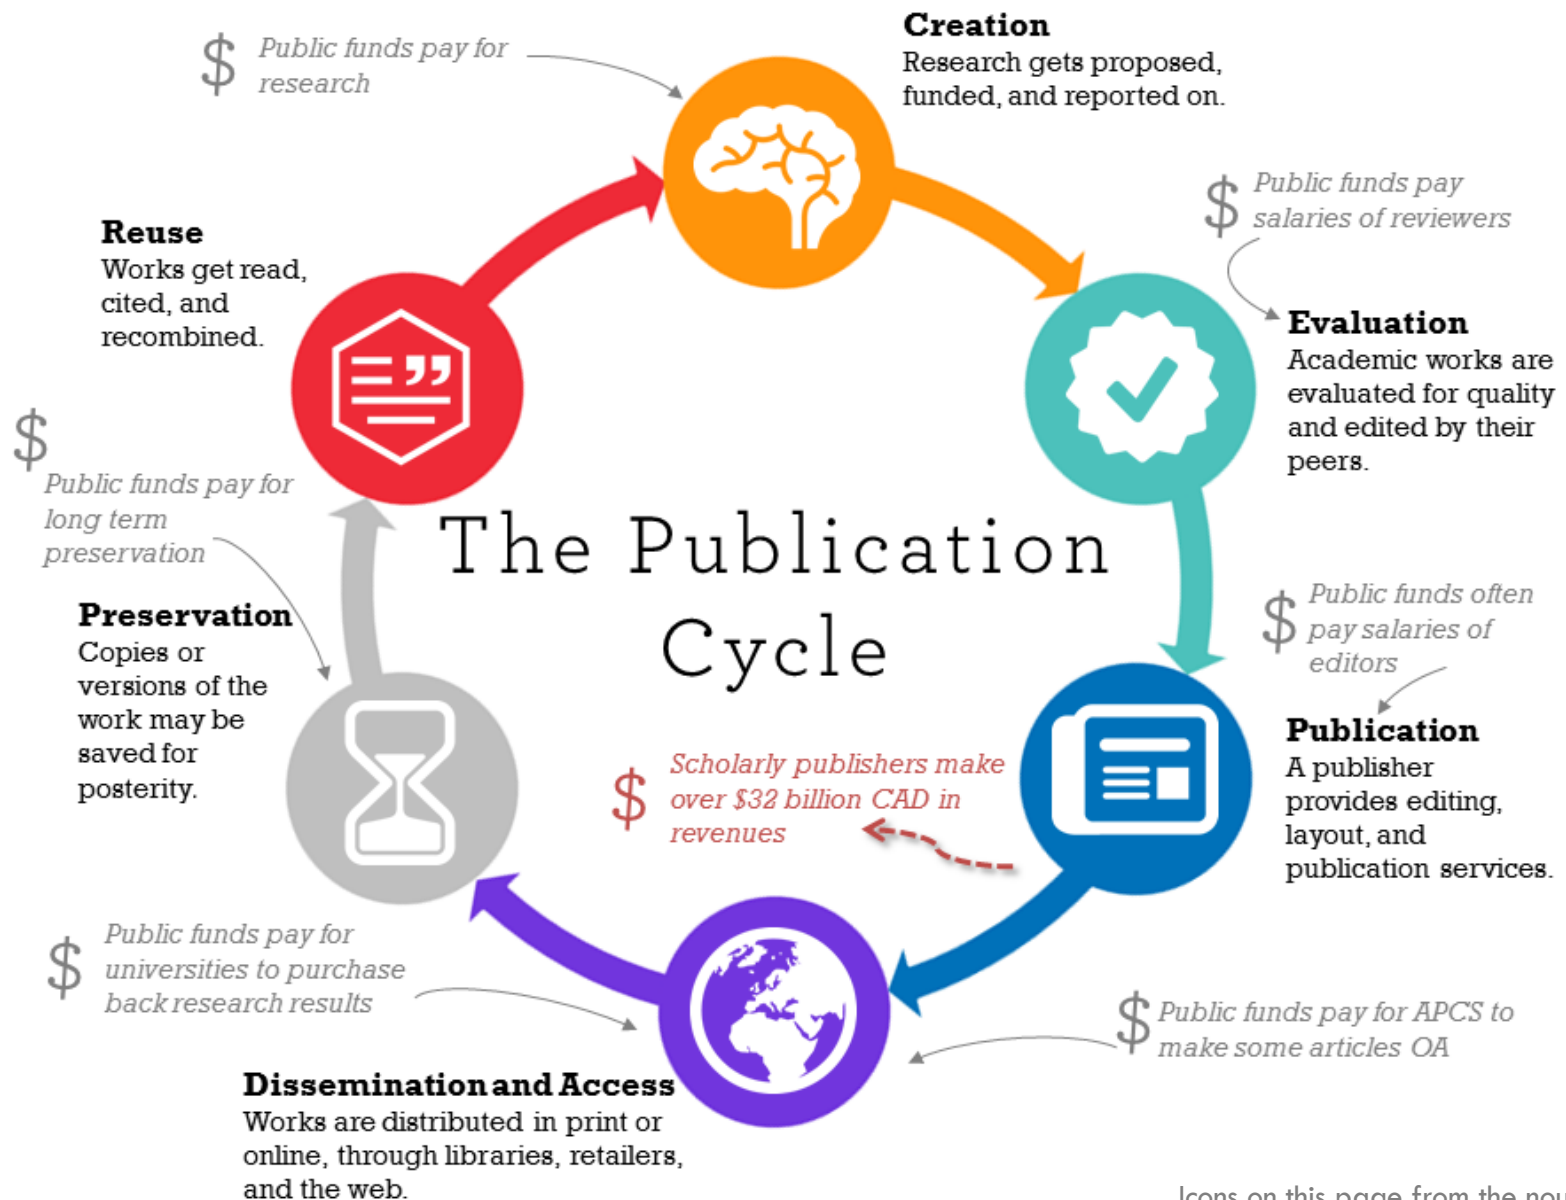 Creation
Research gets proposed,
funded, and reported on.
$ Public funds pay for
research
$ Public funds pay
salaries of reviewers
Evaluation
Academic works are
evaluated for quality
and edited by their
peers.
$ Public funds often
pay salaries of
editors
Publication
A publisher
provides editing,
layout, and
publication services.
$ Scholarly publishers make
over $32 billion CAD in
revenues
$ Public funds pay for APCS to
make some articles OA
Dissemination and Access
Works are distributed in print or
online, through libraries, retailers,
and the web.
$ Public funds pay for
universities to purchase
back research results
Preservation
Copies or
versions of the
work may be
saved for
posterity.
$
Public funds pay for
long term
preservation
Reuse
Works get read,
cited, and
recombined.
The Publication
Cycle
Icons on this page from the